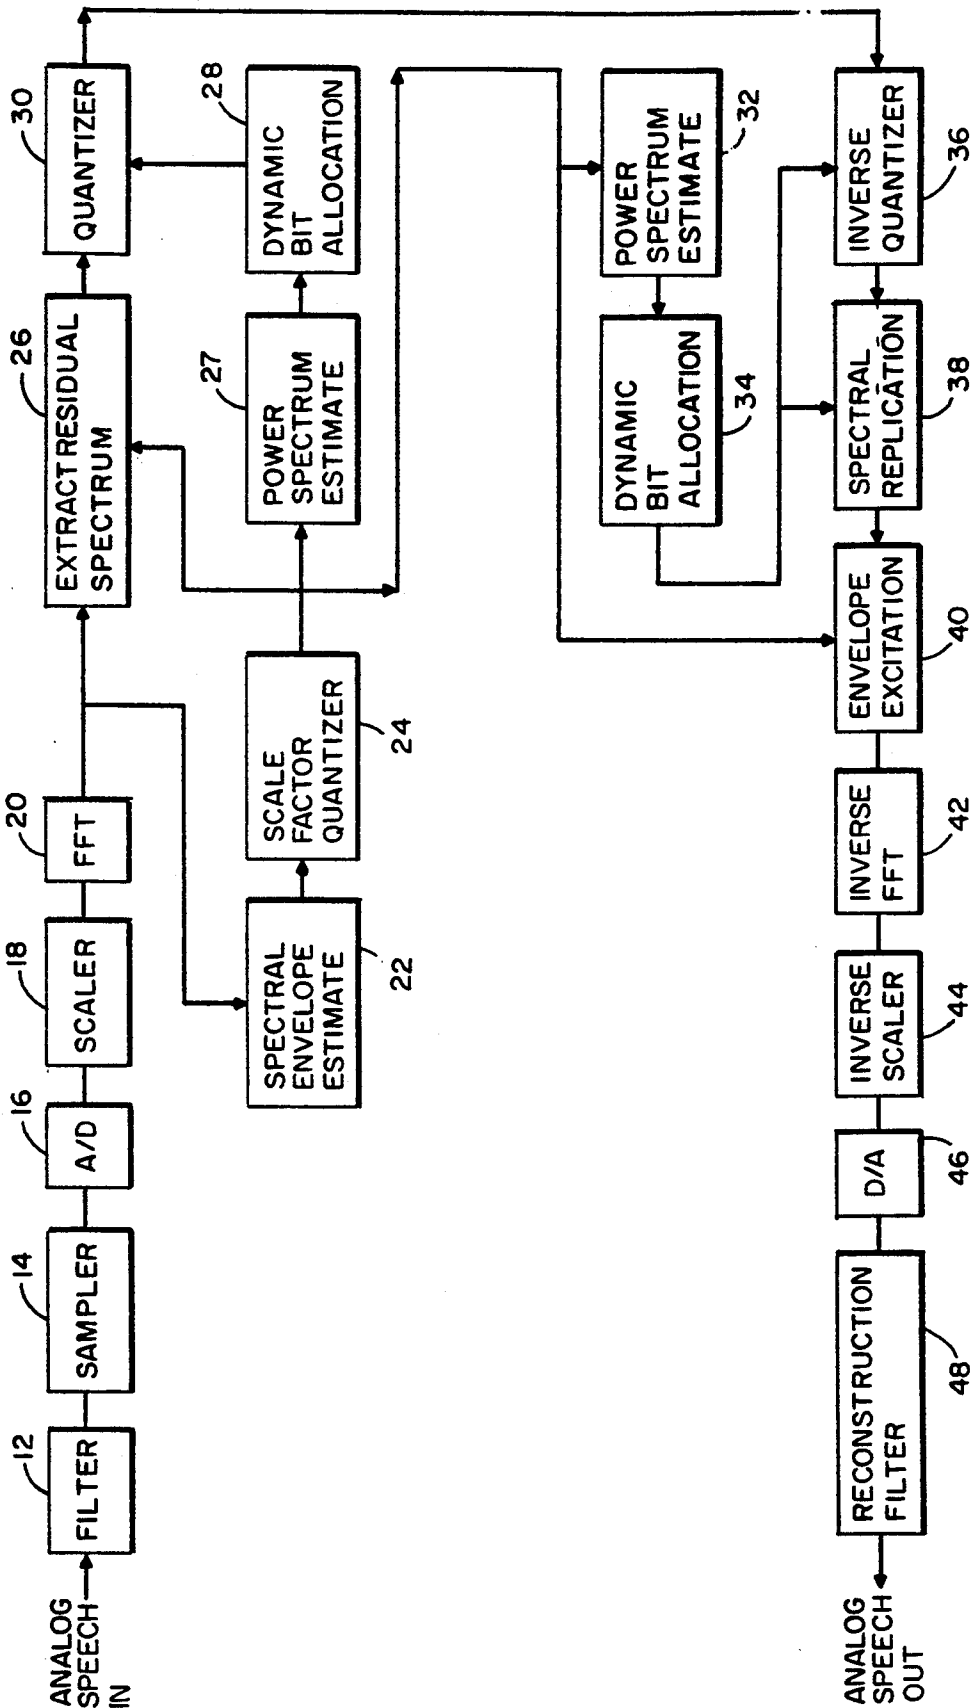 ANALOG
SPEECH
IN
12
FILTER
14
SAMPLER
16
A/D
18
SCALER
20
FFT
26
EXTRACT RESIDUAL
SPECTRUM
30
QUANTIZER
SPECTRAL
ENVELOPE
ESTIMATE
22
SCALE
FACTOR
QUANTIZER
24
27
POWER
SPECTRUM
ESTIMATE
28
DYNAMIC
BIT
ALLOCATION
POWER
SPECTRUM
ESTIMATE
32
DYNAMIC
BIT
ALLOCATION
34
INVERSE
QUANTIZER
36
SPECTRAL
REPLICATION
38
ENVELOPE
EXCITATION
40
INVERSE
FFT
42
INVERSE
SCALER
44
D/A
46
RECONSTRUCTION
FILTER
48
ANALOG
SPEECH
OUT